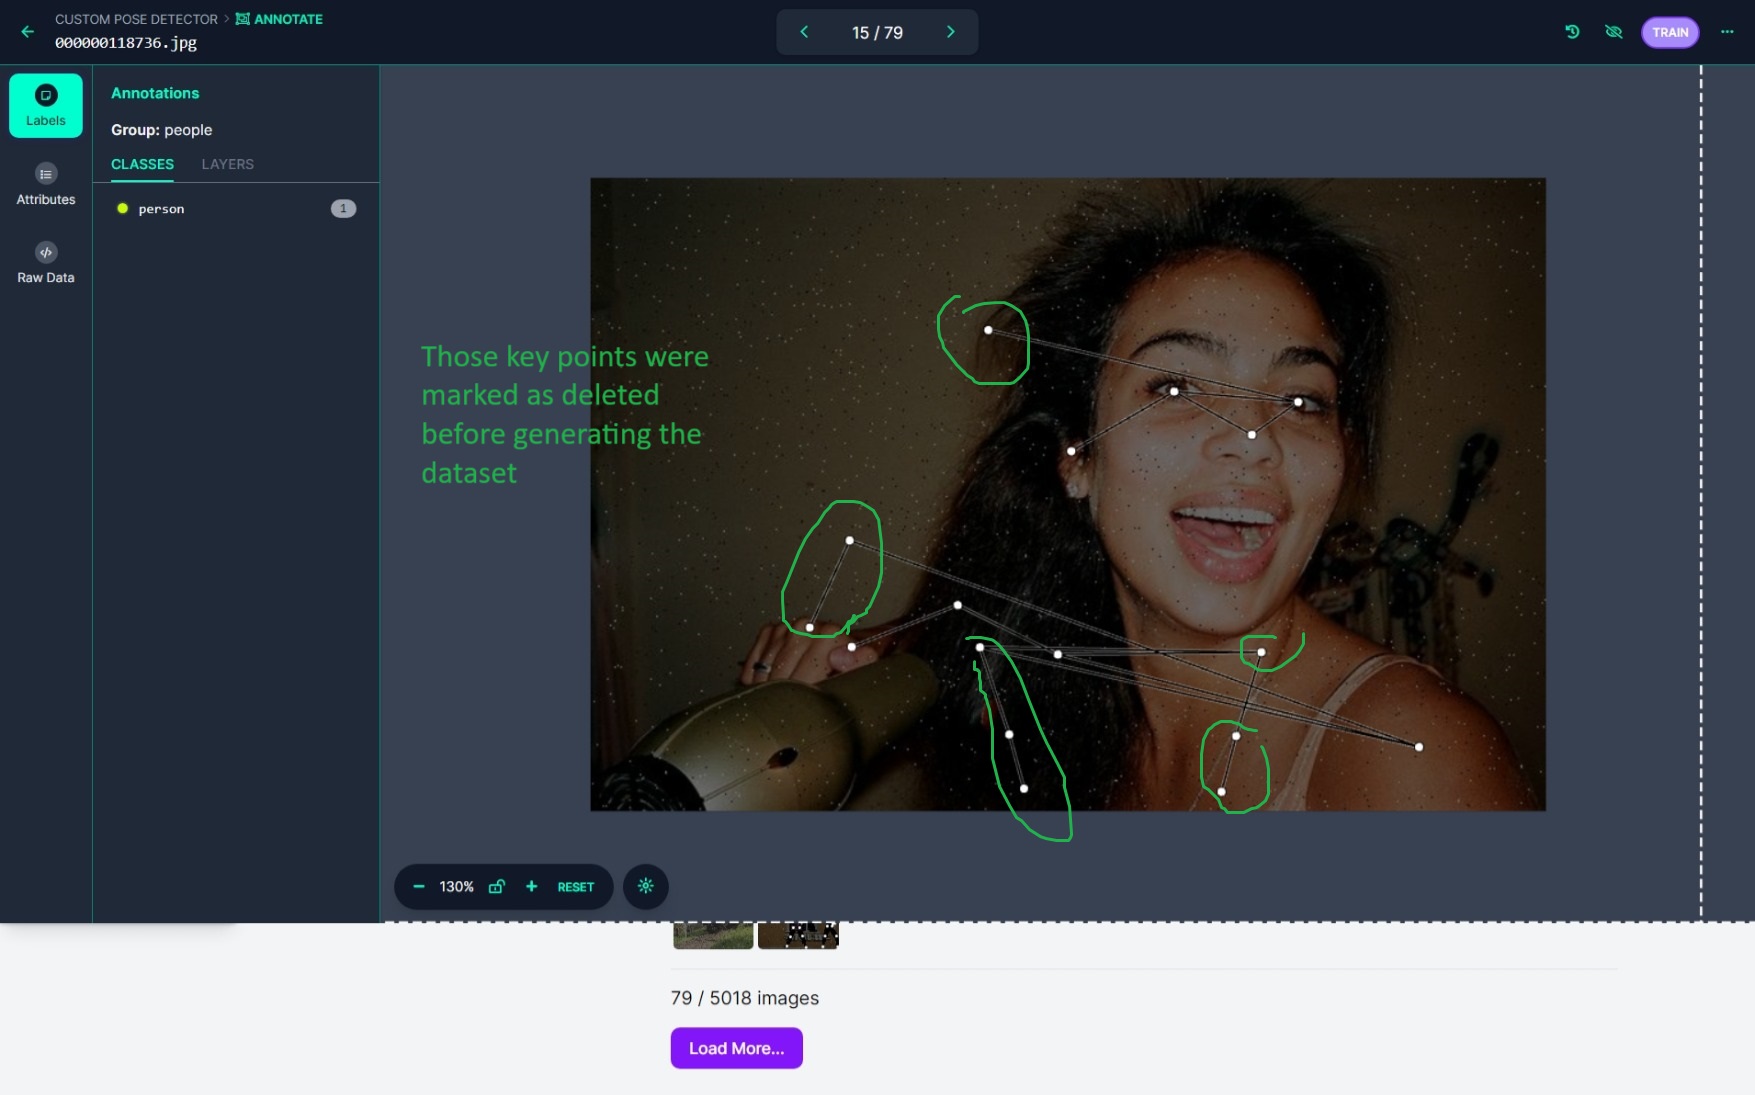 CUSTOM POSE DETECTOR > ANNOTATE
000000118736.jpg
15 / 79
TRAIN
Labels
Attributes
Raw Data
Annotations
Group: people
CLASSES LAYERS
person 1
Those key points were
marked as deleted
before generating the
dataset
130% RESET
79 / 5018 images
Load More...